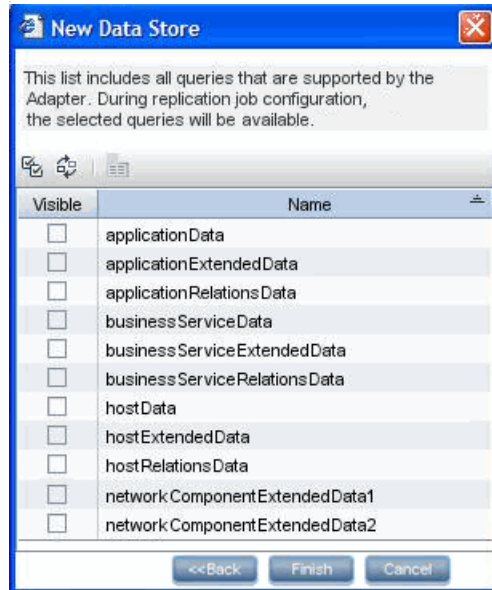 New Data Store
This list includes all queries that are supported by the
Adapter. During replication job configuration,
the selected queries will be available.
Visible Name
applicationData
applicationExtendedData
applicationRelationsData
businessServiceData
businessServiceExtendedData
businessServiceRelationsData
hostData
hostExtendedData
hostRelationsData
networkComponentExtendedData1
networkComponentExtendedData2
<<Back Finish Cancel